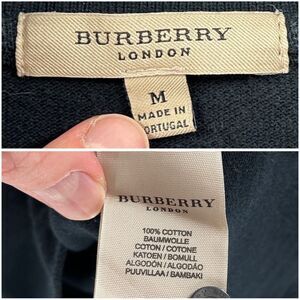 BURBERRY
LONDON
M
MADE IN
PORTUGAL
BURBERRY
LONDON
100% COTTON
BAUMWOLLE
COTON / COTONE
KATOEN / BOMULL
ALGODÓN / ALGODÃO
PUUVILLAA / BAMBAKI